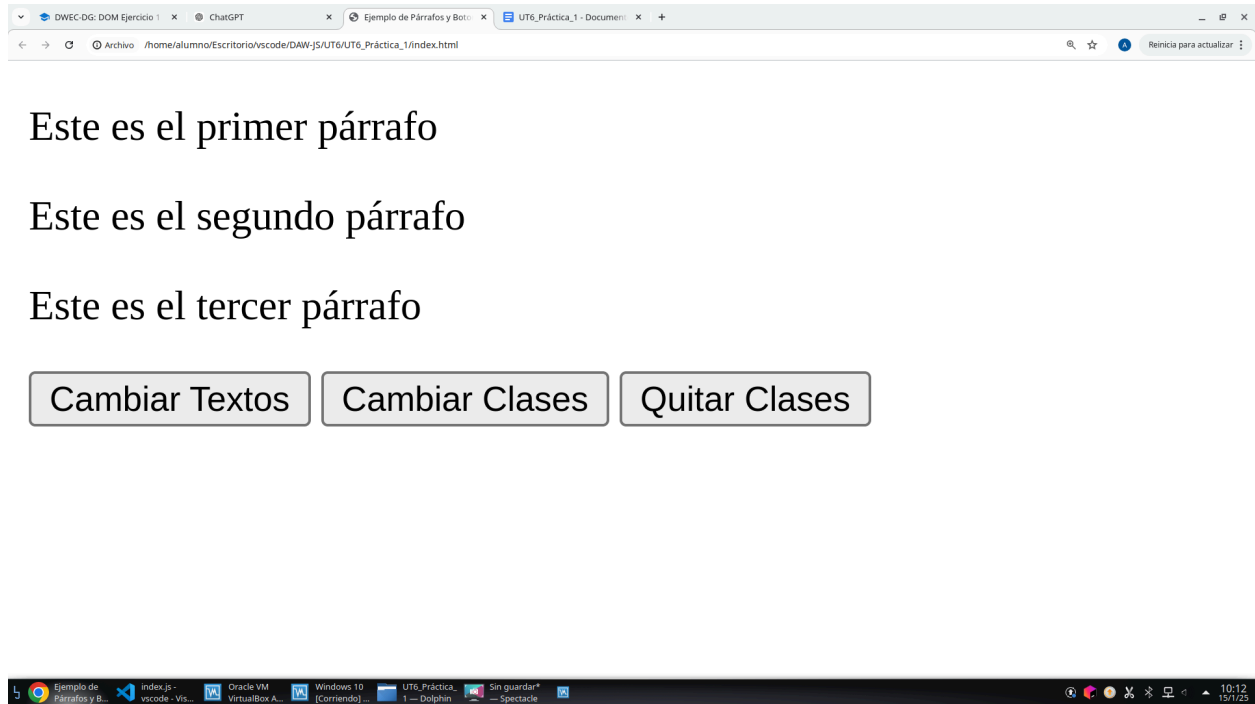 DWEC-DG: DOM Ejercicio 1
ChatGPT
Ejemplo de Párrafos y Boto
UT6_Práctica_1 - Document
Archivo /home/alumno/Escritorio/vscode/DAW-JS/UT6/UT6_Práctica_1/index.html
A
Reinicia para actualizar
Este es el primer párrafo
Este es el segundo párrafo
Este es el tercer párrafo
Cambiar Textos Cambiar Clases Quitar Clases
Ejemplo de
Párrafos y B...
index.js -
vscode - Vis...
Oracle VM
VirtualBox A...
Windows 10
[Corriendo] ...
UT6_Práctica_
1 — Dolphin
Sin guardar*
— Spectacle
10:12
15/1/25